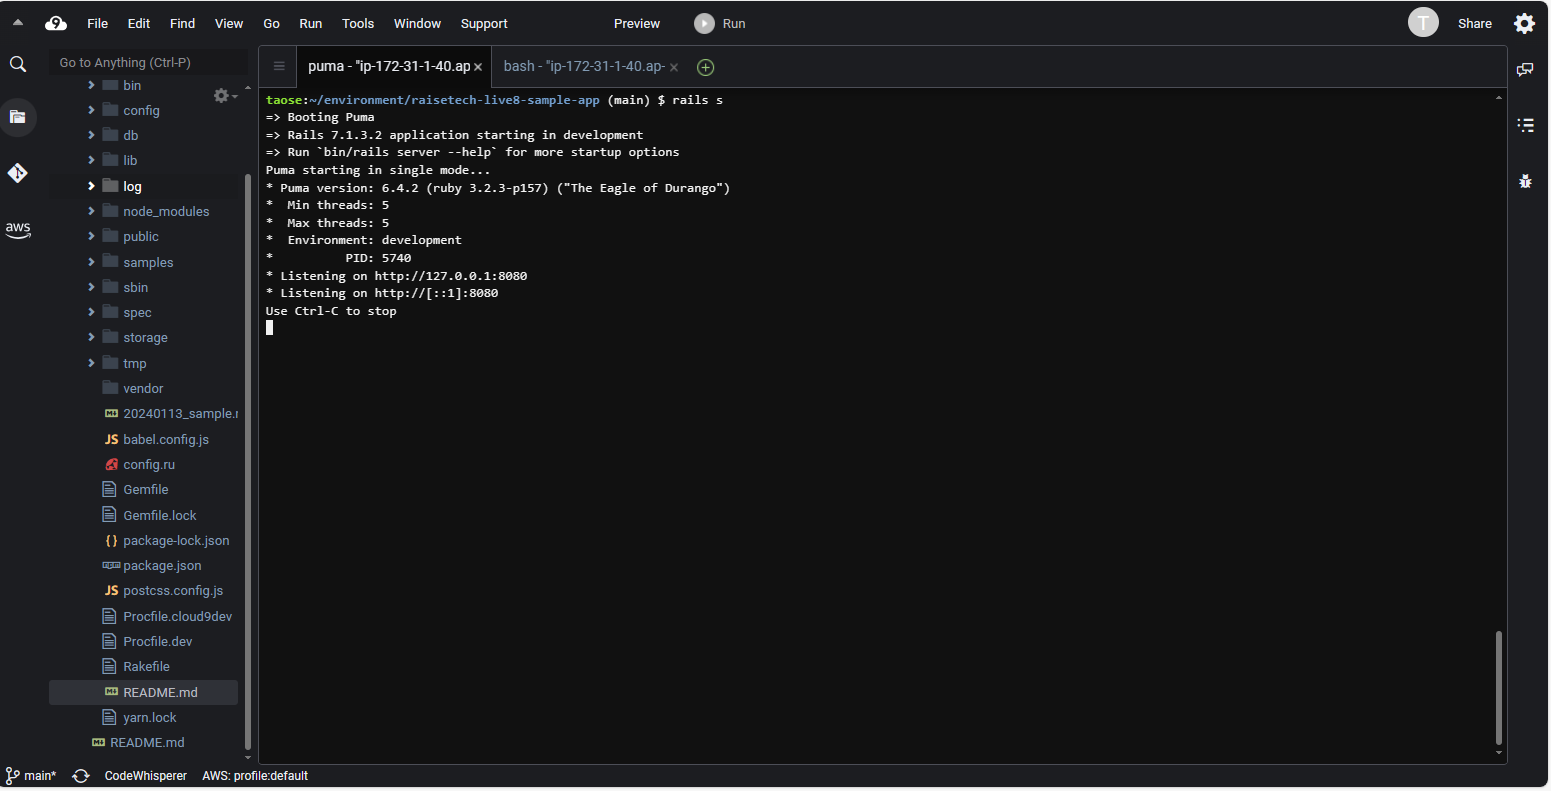 File Edit Find View Go Run Tools Window Support Preview Run T Share
Go to Anything (Ctrl-P)
puma - "ip-172-31-1-40.ap × bash - "ip-172-31-1-40.ap- ×
aws
bin
config
db
lib
log
node_modules
public
samples
sbin
spec
storage
tmp
vendor
20240113_sample.r
JS babel.config.js
config.ru
Gemfile
Gemfile.lock
{ } package-lock.json
package.json
JS postcss.config.js
Procfile.cloud9dev
Procfile.dev
Rakefile
README.md
yarn.lock
README.md
taose:~/environment/raisetech-live8-sample-app (main) $ rails s
=> Booting Puma
=> Rails 7.1.3.2 application starting in development
=> Run `bin/rails server --help` for more startup options
Puma starting in single mode...
* Puma version: 6.4.2 (ruby 3.2.3-p157) ("The Eagle of Durango")
*  Min threads: 5
*  Max threads: 5
*  Environment: development
*          PID: 5740
* Listening on http://127.0.0.1:8080
* Listening on http://[::1]:8080
Use Ctrl-C to stop
main* CodeWhisperer AWS: profile:default